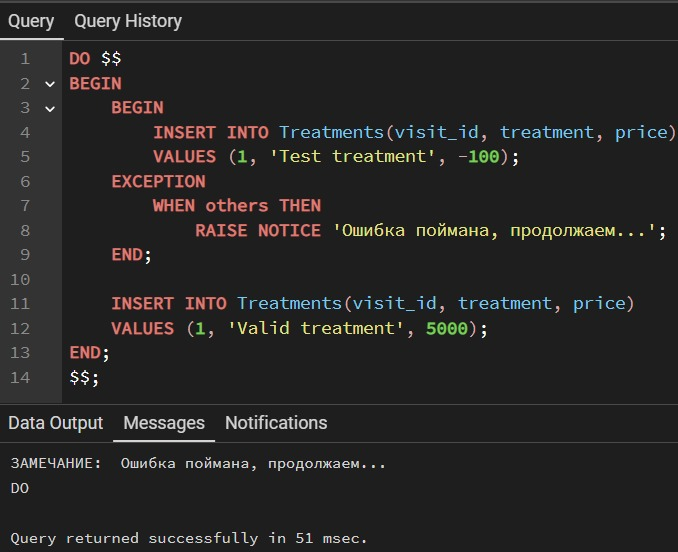 Query Query History
1 DO $$
2 BEGIN
3 BEGIN
4 INSERT INTO Treatments(visit_id, treatment, price)
5 VALUES (1, 'Test treatment', -100);
6 EXCEPTION
7 WHEN others THEN
8 RAISE NOTICE 'Ошибка поймана, продолжаем...';
9 END;
10
11 INSERT INTO Treatments(visit_id, treatment, price)
12 VALUES (1, 'Valid treatment', 5000);
13 END;
14 $$;
Data Output Messages Notifications
ЗАМЕЧАНИЕ: Ошибка поймана, продолжаем...
DO
Query returned successfully in 51 msec.